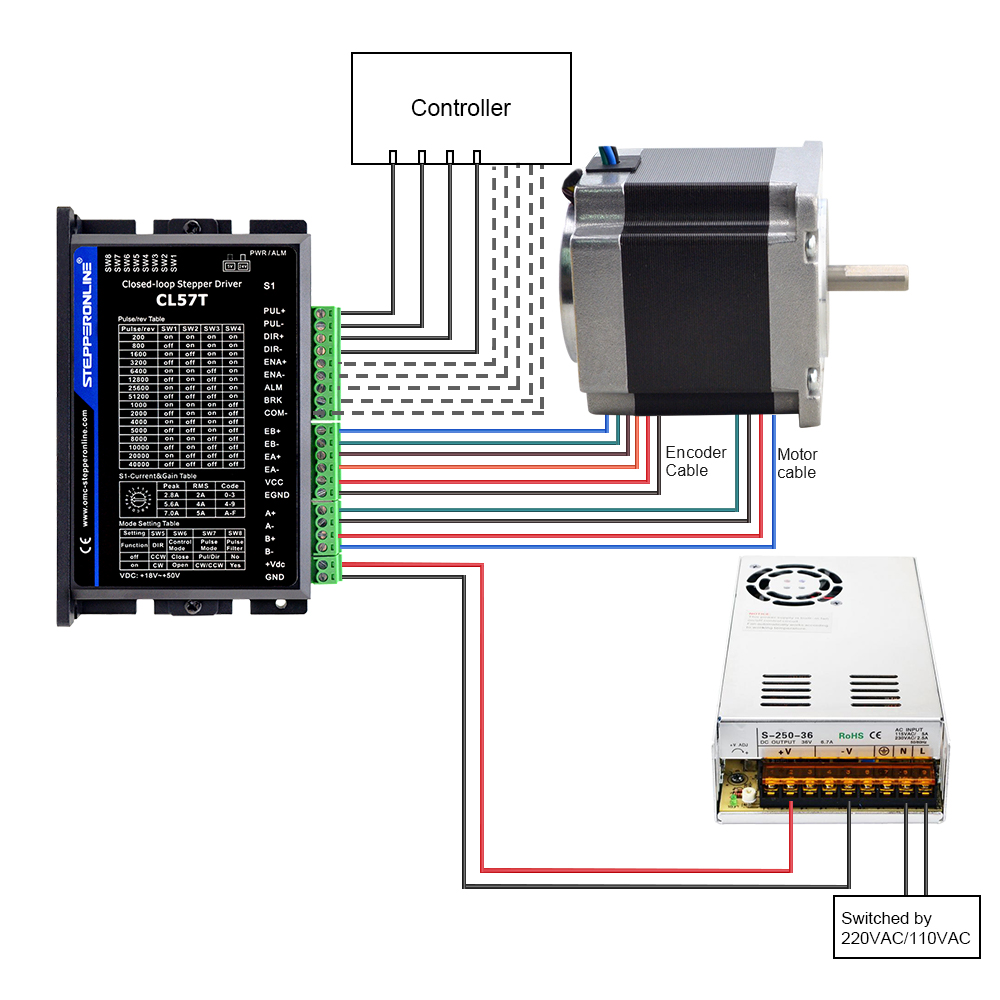 Controller
PWR/ALM
SW8
SW7
SW6
SW5
SW4
SW3
SW2
SW1
5V 24V
S1
STEPPERONLINE®
www.omc-stepperonline.com
CE
Closed-loop Stepper Driver
CL57T
Pulse/rev Table
Pulse/rev SW1 SW2 SW3 SW4
200 on on on on
800 off on on on
1600 on off on on
3200 off off on on
6400 on on off on
12800 off on off on
25600 on off off on
51200 off off off on
1000 on on on off
2000 off on on off
4000 on off on off
5000 off off on off
8000 on on off off
10000 off on off off
20000 on off off off
40000 off off off off
S1-Current&Gain Table
Peak RMS Code
2.8A 2A 0-3
5.6A 4A 4-9
7.0A 5A A-F
Mode Setting Table
Setting SW5 SW6 SW7 SW8
Function DIR Control Mode Pulse Mode Pulse Filter
off CCW Close Pul/Dir No
on CW Open CW/CCW Yes
VDC: +18V~+50V
PUL+
PUL-
DIR+
DIR-
ENA+
ENA-
ALM
BRK
COM-
EB+
EB-
EA+
EA-
VCC
EGND
A+
A-
B+
B-
+Vdc
GND
Encoder
Cable
Motor
cable
S-250-36 RoHS CE
DC OUTPUT 36V 6.7A
AC INPUT
115VAC/ 5A
230VAC/ 2.5A
50/60Hz
+V ADJ
+V -V N L
Switched by
220VAC/110VAC